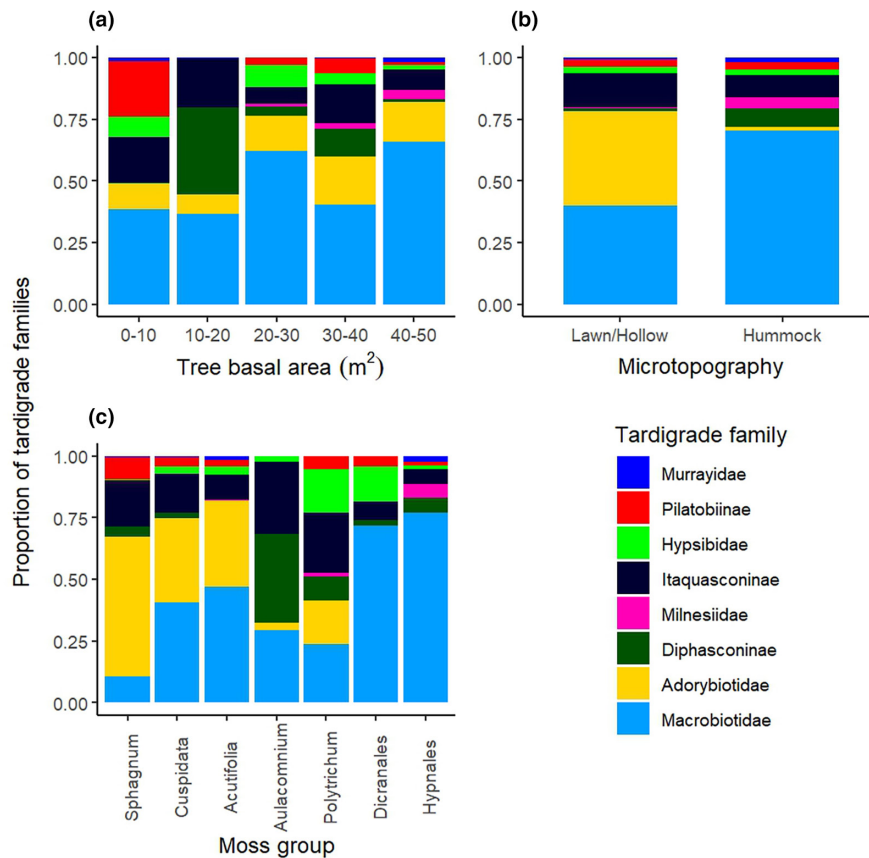 (a)
1.00
0.75
0.50
0.25
0.00
0-10
10-20
20-30
30-40
40-50
Tree basal area (m²)
(b)
1.00
0.75
0.50
0.25
0.00
Lawn/Hollow
Hummock
Microtopography
Proportion of tardigrade families
(c)
1.00
0.75
0.50
0.25
0.00
Sphagnum
Cuspidata
Acutifolia
Aulacomnium
Polytrichum
Dicranales
Hypnales
Moss group
Tardigrade family
Murrayidae
Pilatobiinae
Hypsibidae
Itaquasconinae
Milnesiidae
Diphasconinae
Adorybiotidae
Macrobiotidae